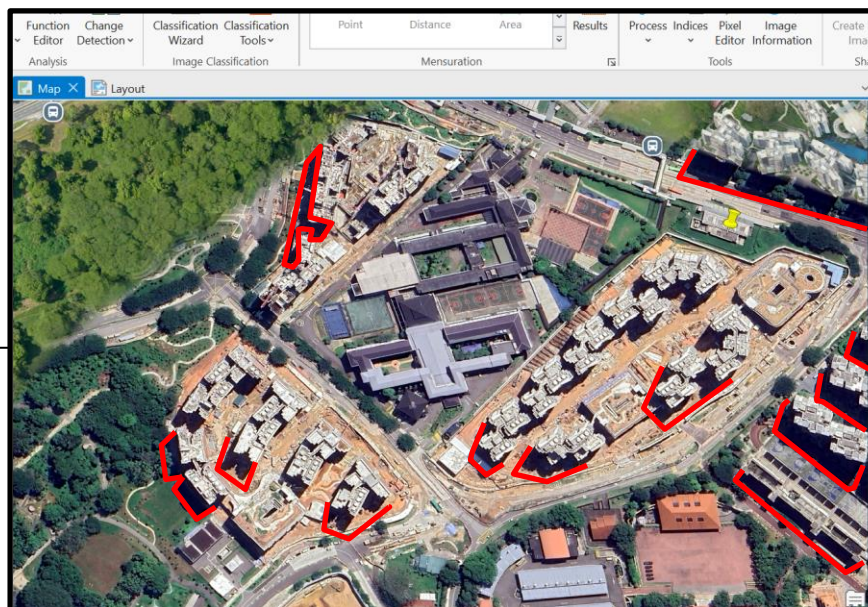 Point Distance Area
Function Change Classification Classification Results Process Indices Pixel Image Create
Editor Detection Wizard Tools Editor Information
Analysis Image Classification Mensuration Tools
Map Layout